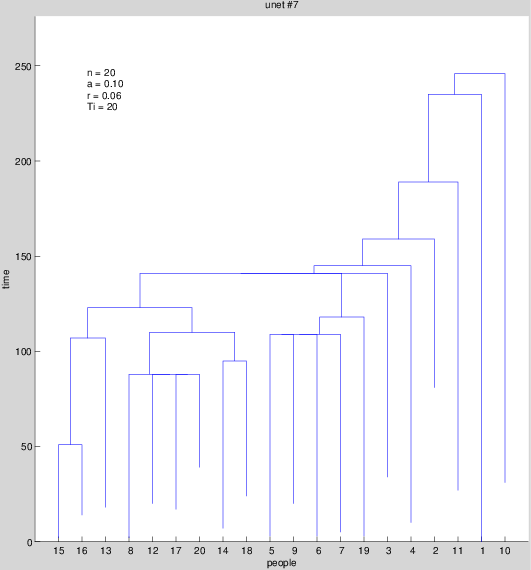 unet #7
n = 20
a = 0.10
r = 0.06
Ti = 20
250
200
150
100
50
0
time
15 16 13 8 12 17 20 14 18 5 9 6 7 19 3 4 2 11 1 10
people